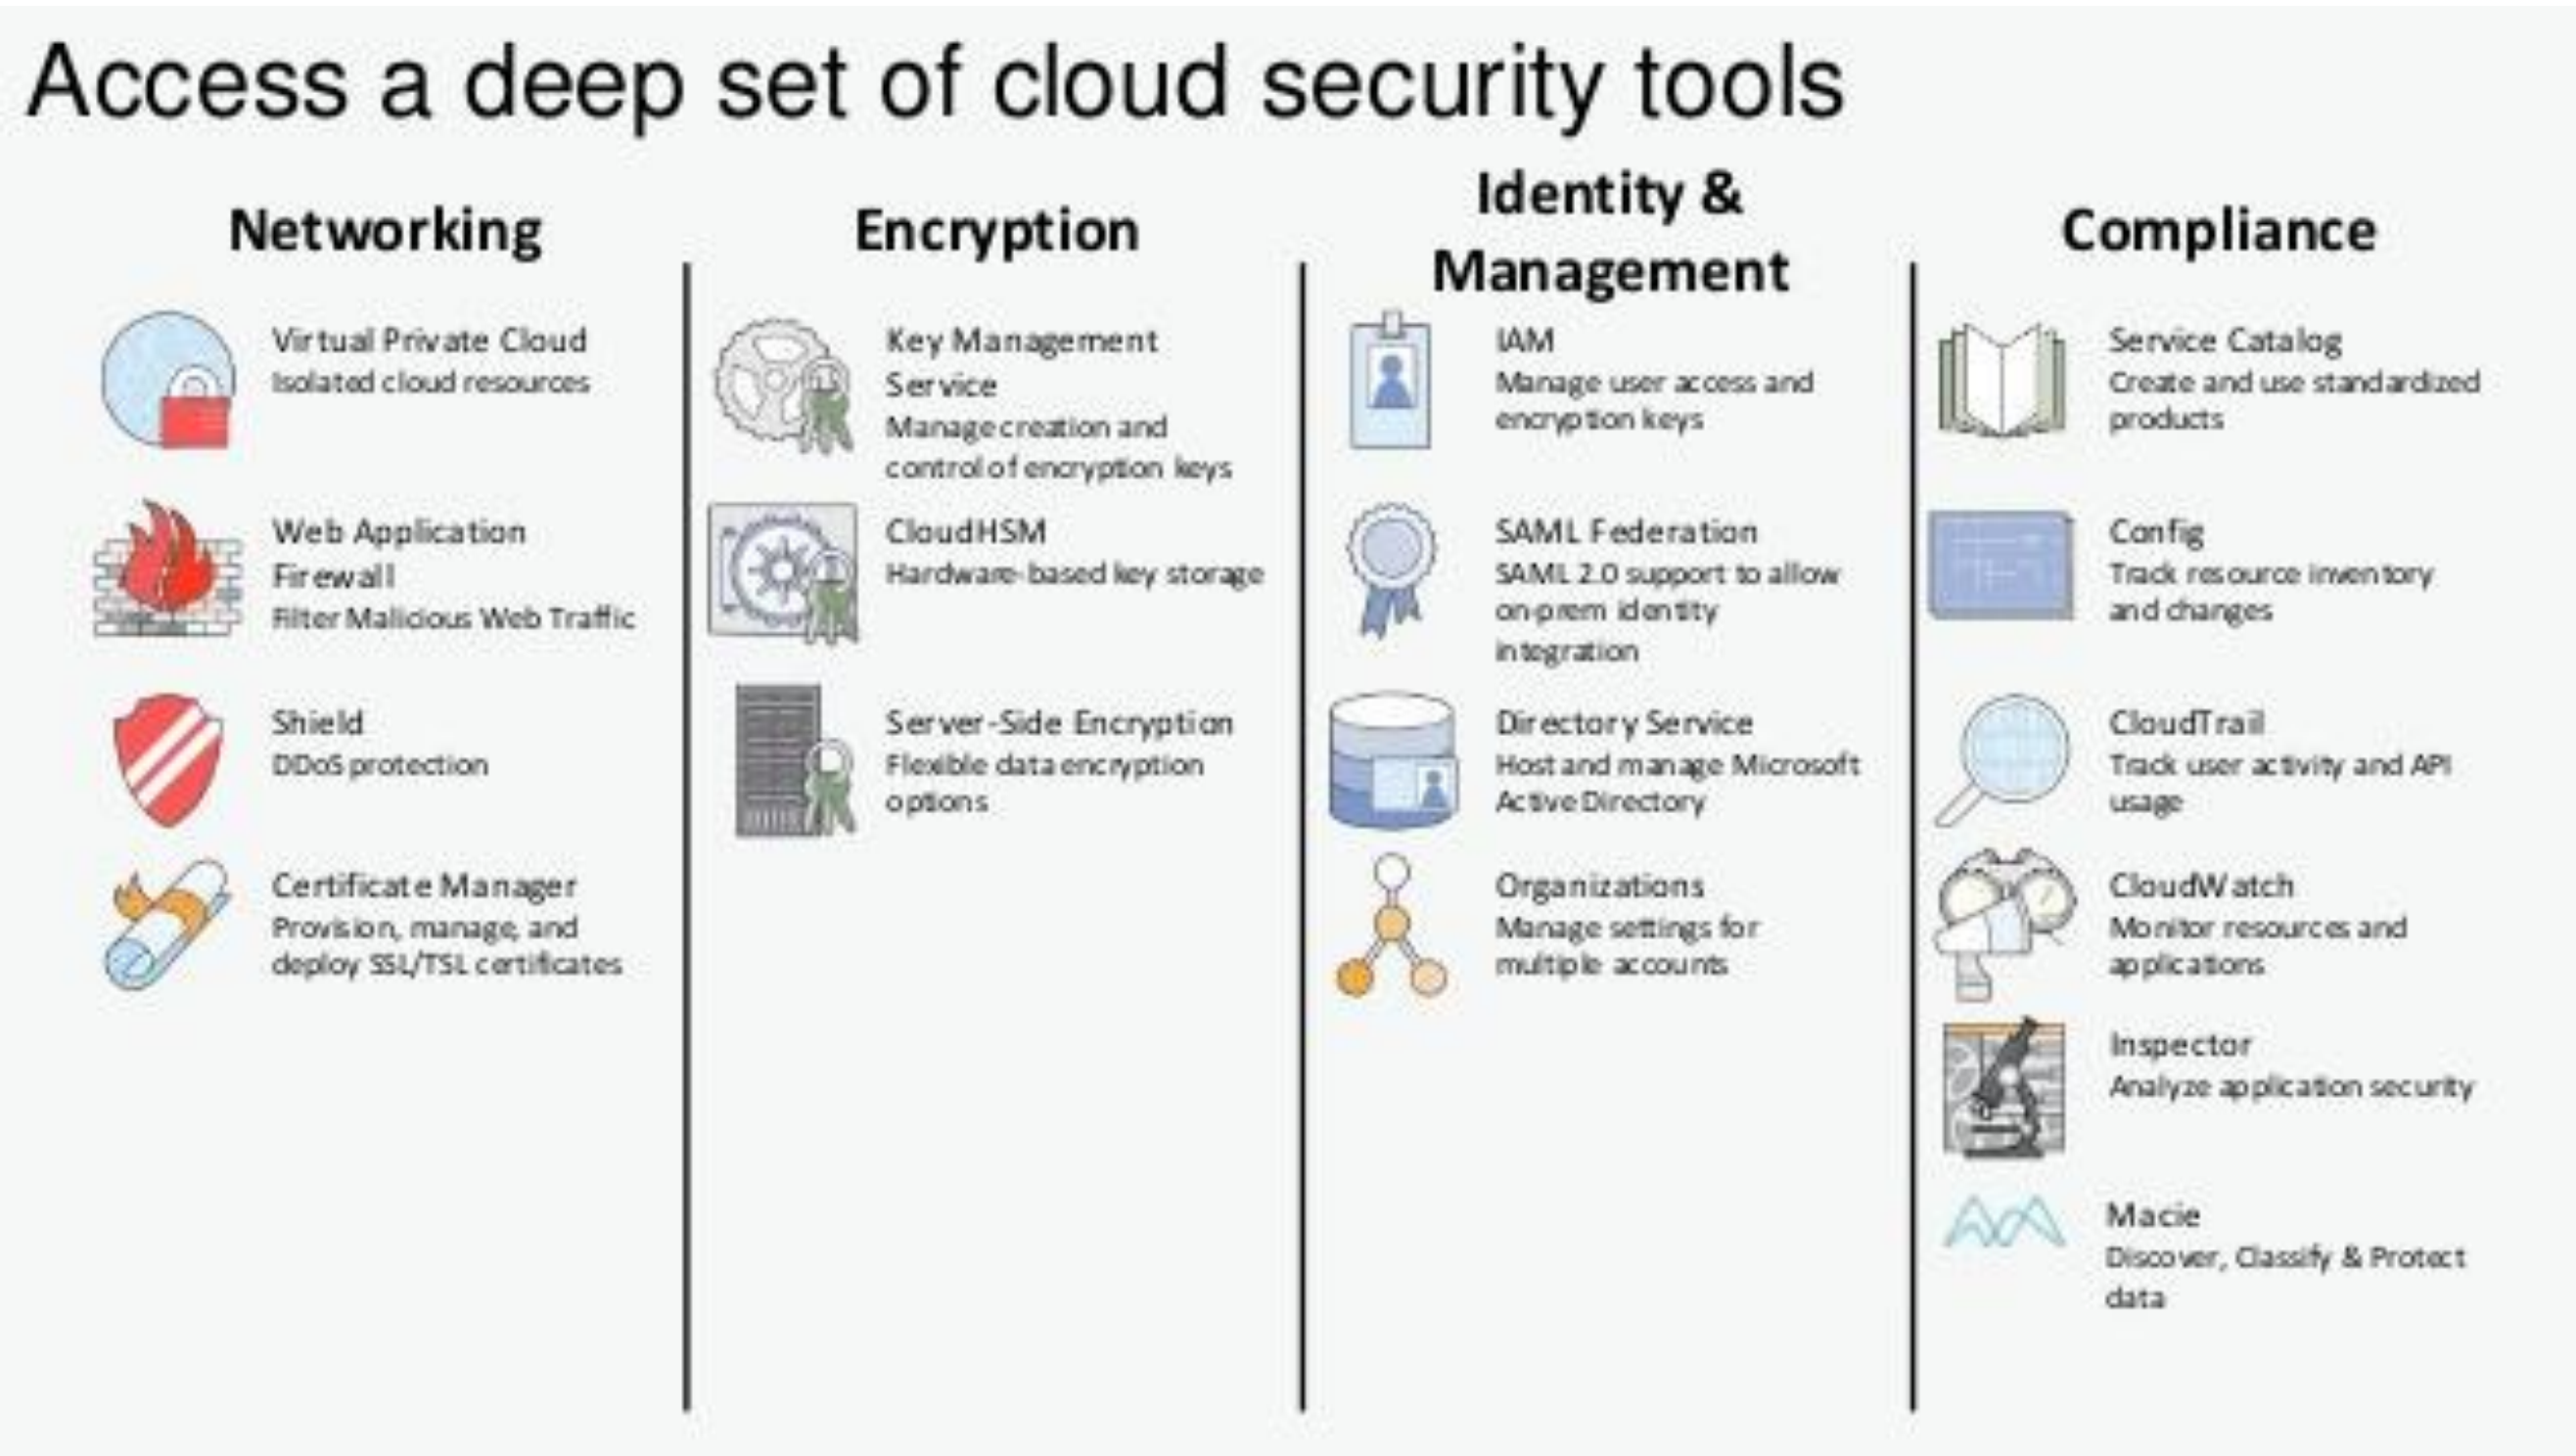 Access a deep set of cloud security tools
Networking
Virtual Private Cloud
Isolated cloud resources
Web Application
Firewall
Filter Malicious Web Traffic
Shield
DDoS protection
Certificate Manager
Provision, manage, and
deploy SSL/TSL certificates
Encryption
Key Management
Service
Manage creation and
control of encryption keys
CloudHSM
Hardware-based key storage
Server-Side Encryption
Flexible data encryption
options
Identity &
Management
IAM
Manage user access and
encryption keys
SAML Federation
SAML 2.0 support to allow
on-prem identity
integration
Directory Service
Host and manage Microsoft
Active Directory
Organizations
Manage settings for
multiple accounts
Compliance
Service Catalog
Create and use standardized
products
Config
Track resource inventory
and changes
CloudTrail
Track user activity and API
usage
CloudWatch
Monitor resources and
applications
Inspector
Analyze application security
Macie
Discover, Classify & Protect
data